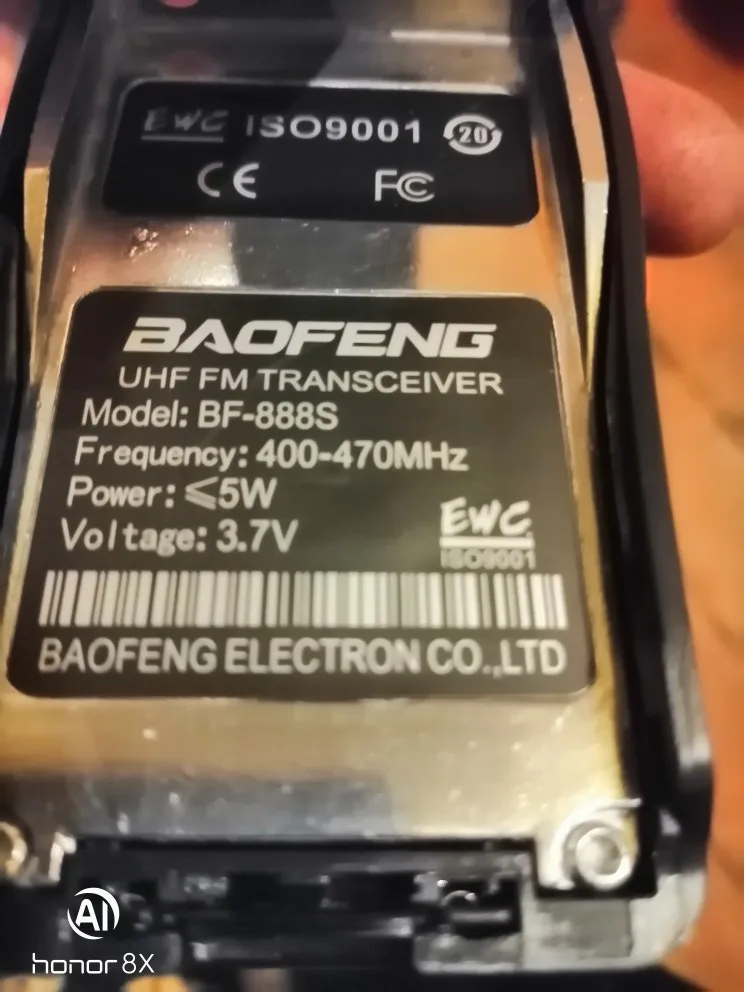 EWC ISO9001 20
CE FC
BAOFENG
UHF FM TRANSCEIVER
Model: BF-888S
Frequency: 400-470MHz
Power: ≤5W
Voltage: 3.7V
EWC
ISO9001
BAOFENG ELECTRON CO.,LTD
AI
honor 8X